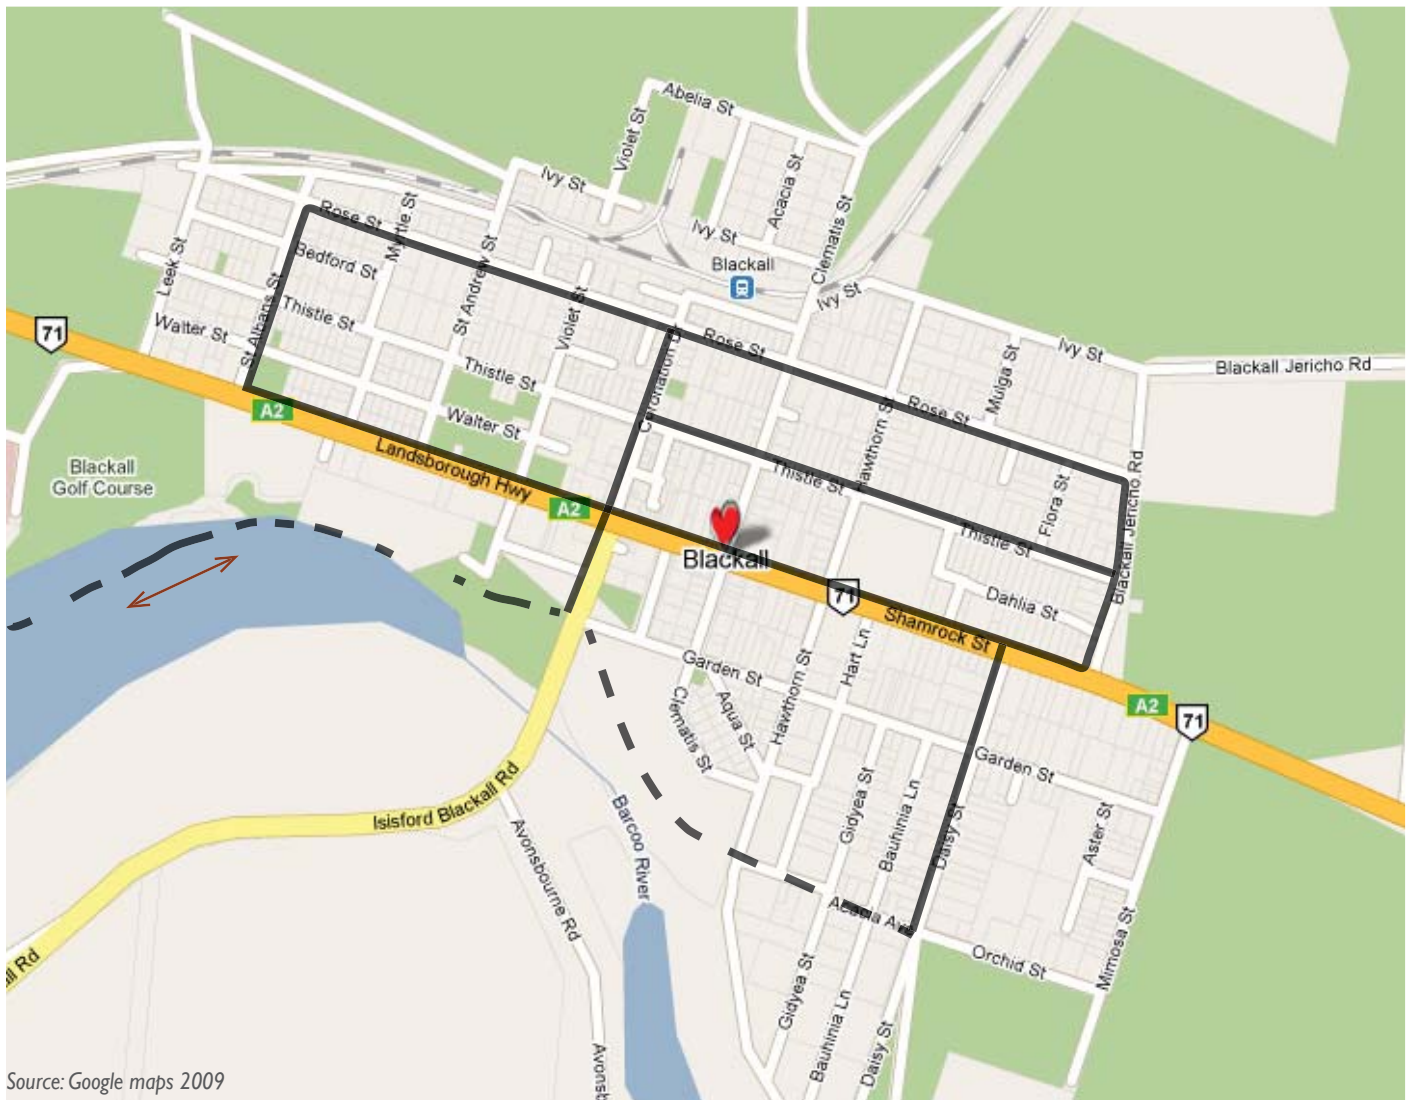 Abelia St
Violet St
Ivy St
Acacia St
Ivy St
Clematis St
Blackall
Ivy St
Rose St
Myrtle St
Leek St
Bedford St
St Andrew St
Violet St
St Albans St
Thistle St
Walter St
71
A2
Coronation Dr
Rose St
Ivy St
Blackall Jericho Rd
Mulga St
Rose St
Hawthorn St
Thistle St
Walter St
Landsborough Hwy
A2
Blackall
Golf Course
Thistle St
Flora St
Thistle St
Blackall Jericho Rd
Blackall
71
Dahlia St
Shamrock St
Garden St
Hart Ln
Hawthorn St
Aqua St
Clematis St
A2
71
Garden St
Gidyea St
Bauhinia Ln
Daisy St
Aster St
Isisford Blackall Rd
Barcoo River
Avonsbourne Rd
Acacia Ave
Orchid St
Mimosa St
Gidyea St
Bauhinia Ln
Daisy St
all Rd
Avonsb
Source: Google maps 2009